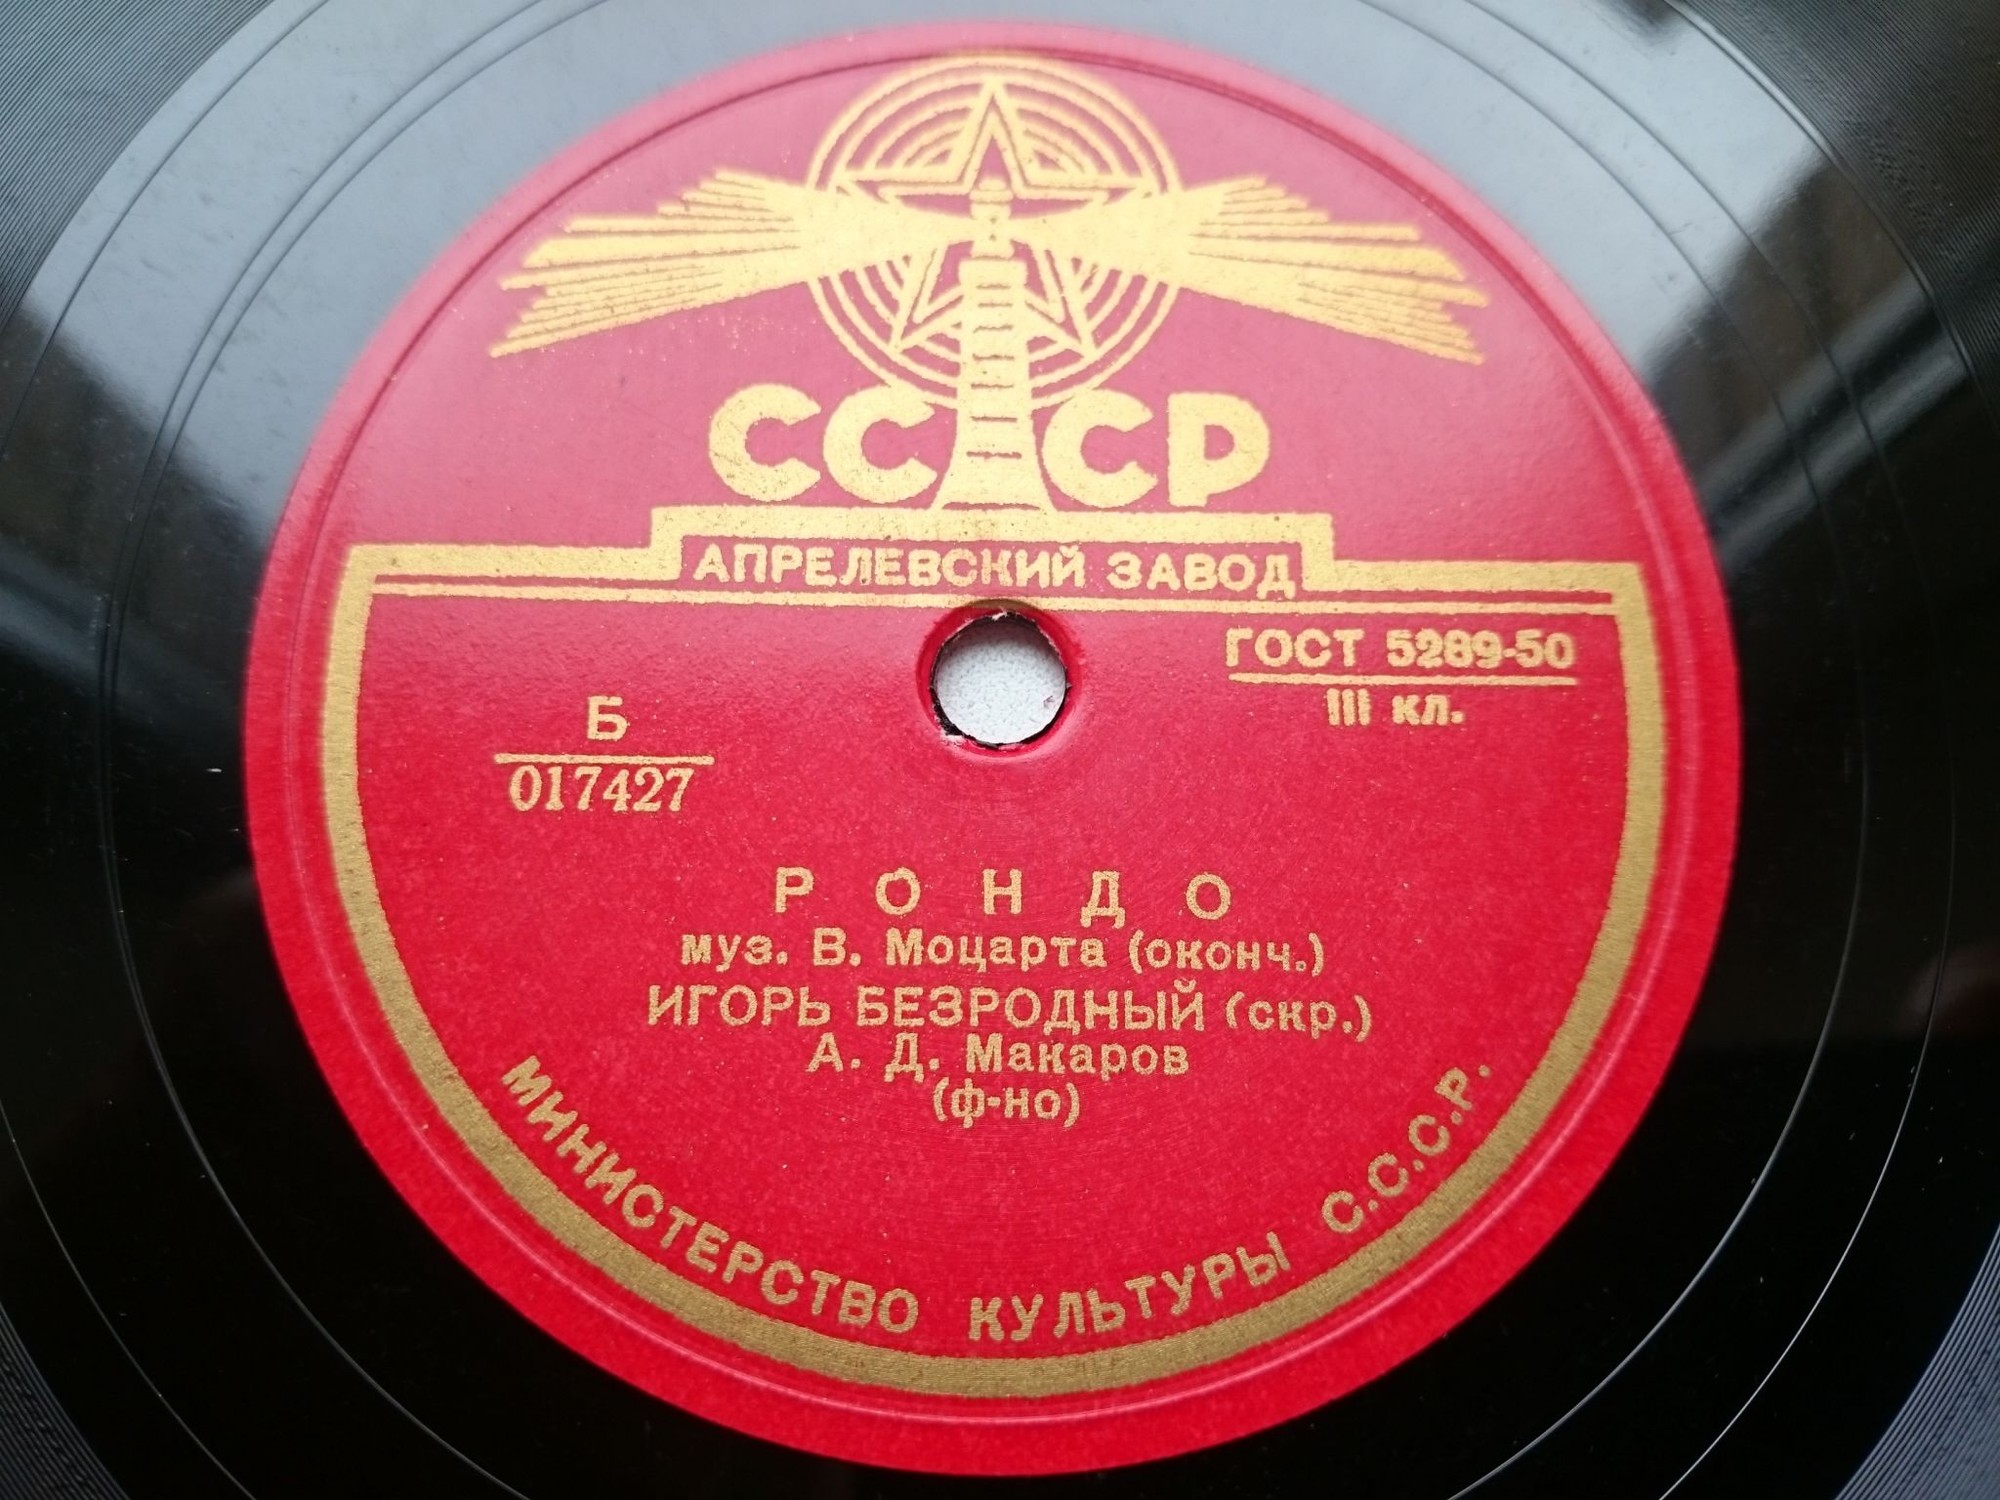 СССР
АПРЕЛЕВСКИЙ ЗАВОД
ГОСТ 5289-50
III кл.
Б
017427
РОНДО
муз. В. Моцарта (оконч.)
ИГОРЬ БЕЗРОДНЫЙ (скр.)
А. Д. Макаров
(ф-но)
МИНИСТЕРСТВО КУЛЬТУРЫ С.С.С.Р.